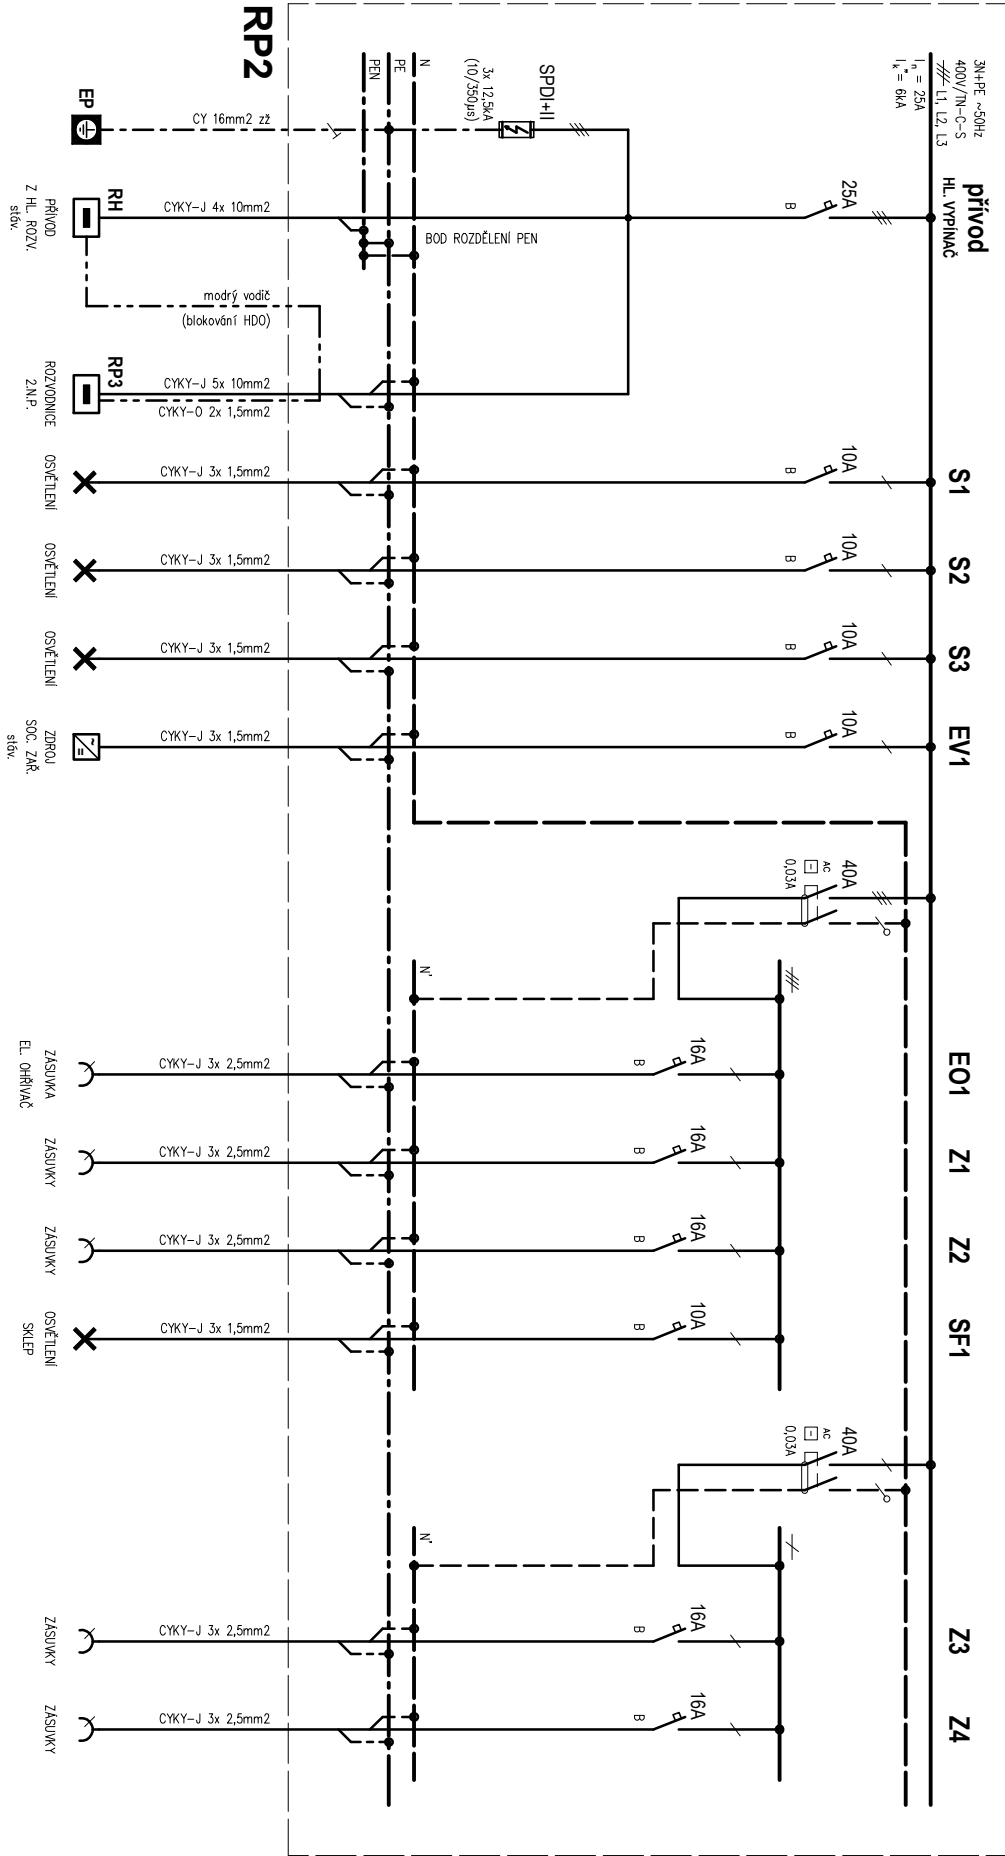 3N+PE ~50Hz
400V/TN-C-S
L1, L2, L3
In = 25A
Ik" = 6kA
přívod
HL. VYPÍNAČ
25A
B
SPDI+II
3x 12,5kA
(10/350µs)
N
PE
PEN
BOD ROZDĚLENÍ PEN
RP2
CY 16mm2 zž
EP
CYKY-J 4x 10mm2
RH
PŘÍVOD
Z HL. ROZV.
stáv.
modrý vodič
(blokování HDO)
CYKY-J 5x 10mm2
CYKY-O 2x 1,5mm2
RP3
ROZVODNICE
2.N.P.
S1
10A
B
CYKY-J 3x 1,5mm2
OSVĚTLENÍ
S2
10A
B
CYKY-J 3x 1,5mm2
OSVĚTLENÍ
S3
10A
B
CYKY-J 3x 1,5mm2
OSVĚTLENÍ
EV1
10A
B
CYKY-J 3x 1,5mm2
ZDROJ
SOC. ZAŘ.
stáv.
40A
AC
0,03A
N'
EO1
16A
B
CYKY-J 3x 2,5mm2
ZÁSUVKA
EL. OHŘÍVAČ
Z1
16A
B
CYKY-J 3x 2,5mm2
ZÁSUVKY
Z2
16A
B
CYKY-J 3x 2,5mm2
ZÁSUVKY
SF1
10A
B
CYKY-J 3x 1,5mm2
OSVĚTLENÍ
SKLEP
40A
AC
0,03A
N'
Z3
16A
B
CYKY-J 3x 2,5mm2
ZÁSUVKY
Z4
16A
B
CYKY-J 3x 2,5mm2
ZÁSUVKY